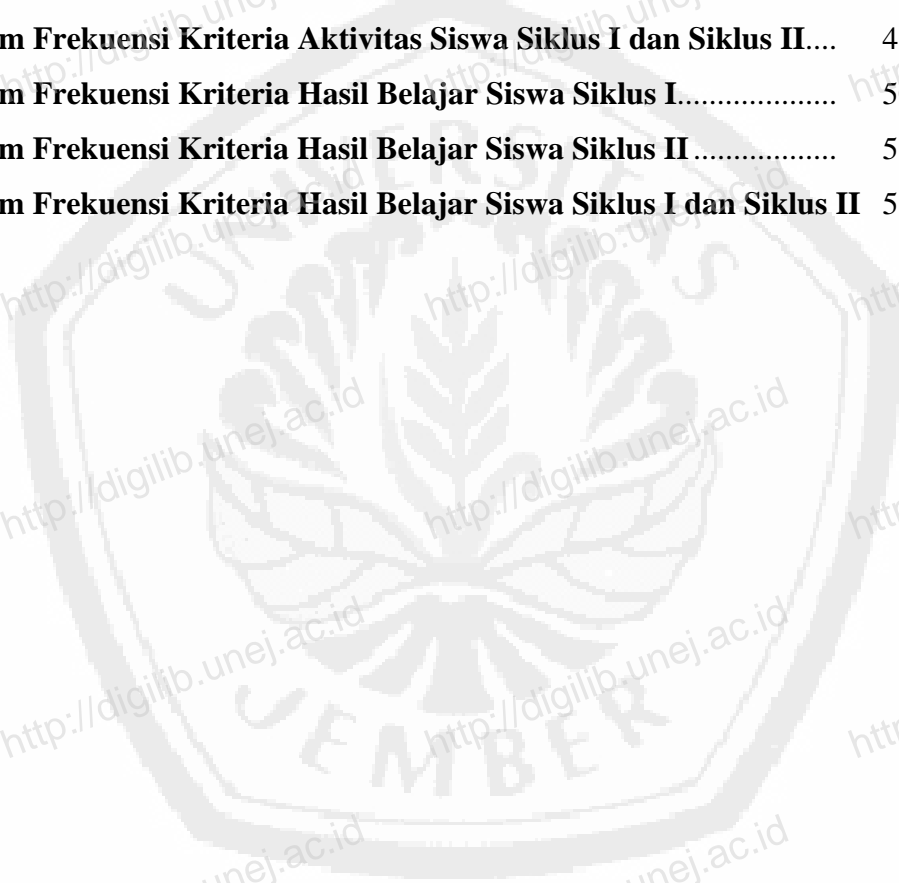 m Frekuensi Kriteria Aktivitas Siswa Siklus I dan Siklus II.... 4
m Frekuensi Kriteria Hasil Belajar Siswa Siklus I.................... 5
m Frekuensi Kriteria Hasil Belajar Siswa Siklus II .................. 5
m Frekuensi Kriteria Hasil Belajar Siswa Siklus I dan Siklus II 5
UNIVERSITAS
JEMBER
http://digilib.unej.ac.id
http://digilib.unej.ac.id
http://digilib.unej.ac.id
http://digilib.unej.ac.id
http://digilib.unej.ac.id
http://digilib.unej.ac.id